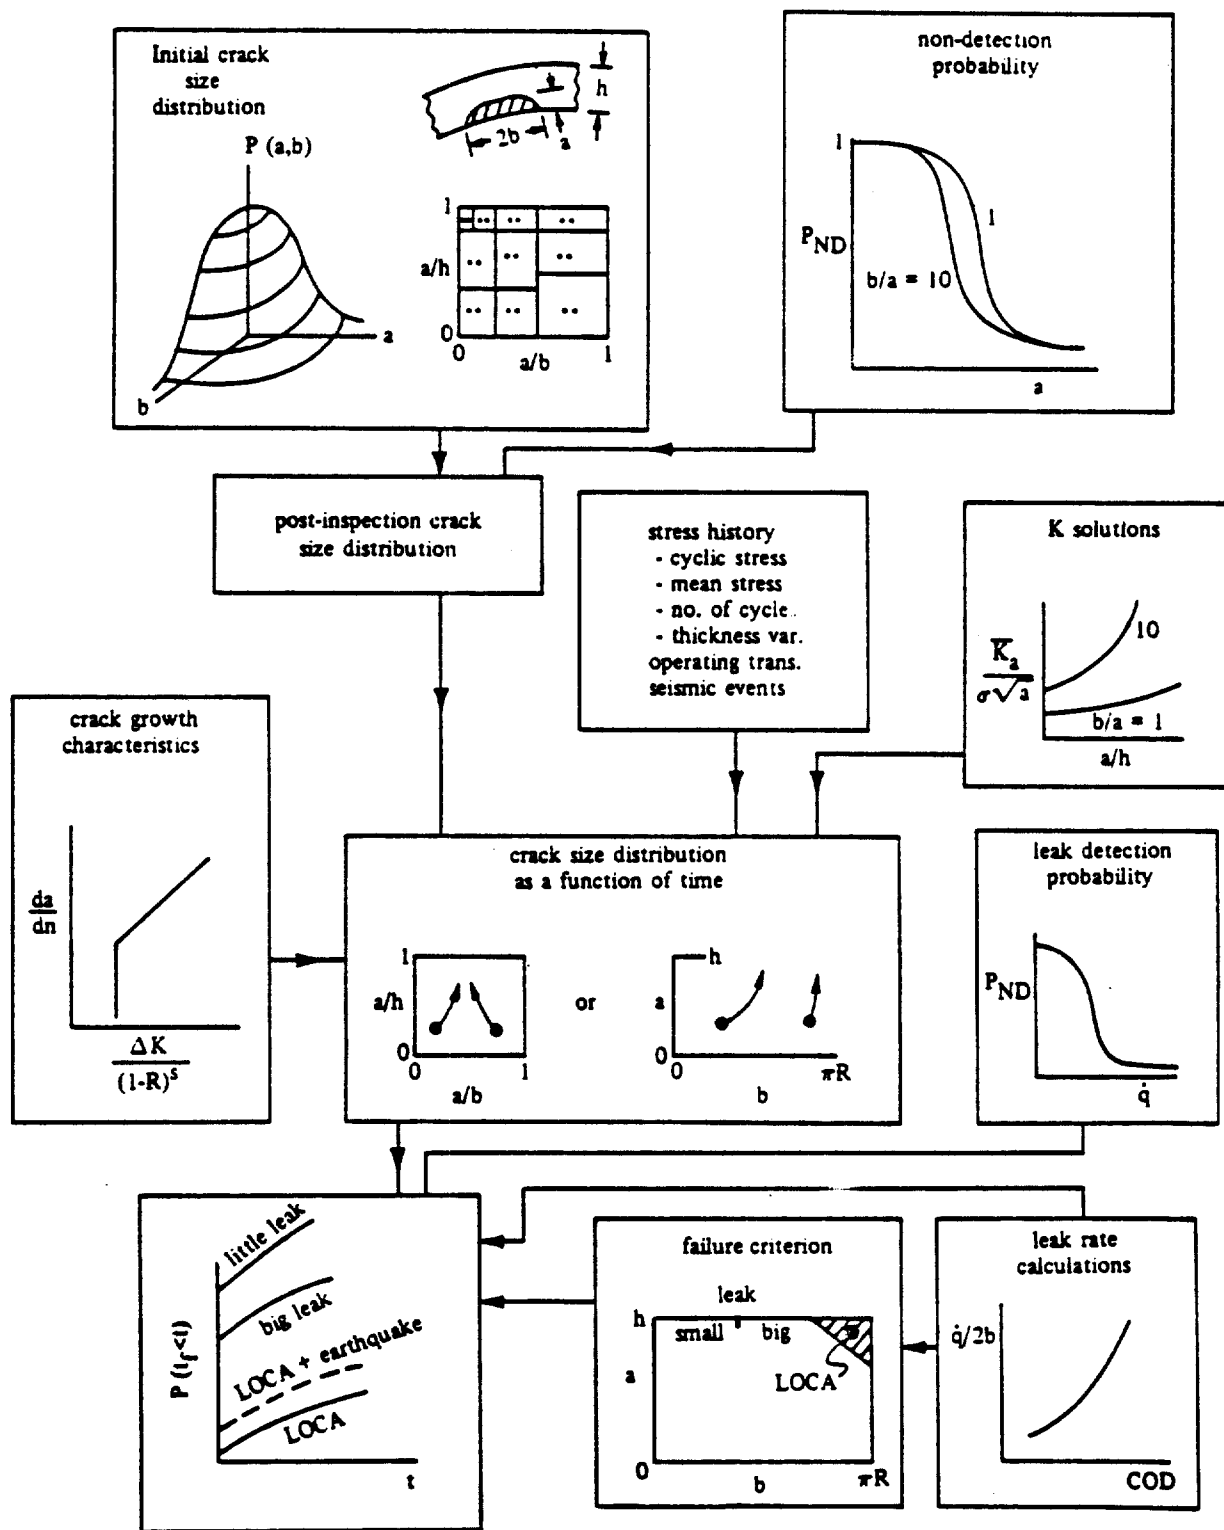 Initial crack
size
distribution
P (a,b)
a
b
h
2b
a
1
a/h
0
0
a/b
1
non-detection
probability
1
P_ND
1
b/a = 10
a
post-inspection crack
size distribution
stress history
- cyclic stress
- mean stress
- no. of cycle..
- thickness var.
operating trans.
seismic events
K solutions
K̅_a
σ√a
10
b/a = 1
a/h
crack growth
characteristics
da
dn
ΔK
(1-R)^s
crack size distribution
as a function of time
1
a/h
0
0
1
a/b
or
h
a
0
0
πR
b
leak detection
probability
P_ND
q̇
little leak
big leak
LOCA + earthquake
LOCA
P (t_f<t)
t
failure criterion
leak
h
small
big
a
LOCA
0
b
πR
leak rate
calculations
q̇/2b
COD